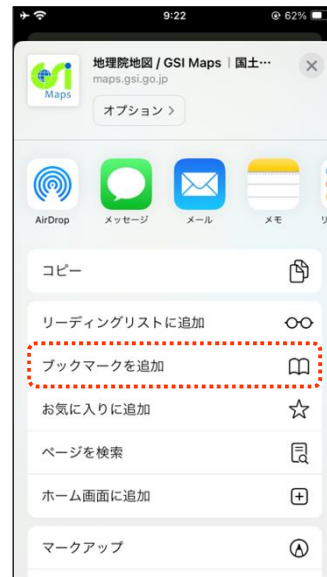 9:22
62%
地理院地図 / GSI Maps｜国土…
maps.gsi.go.jp
GSI
Maps
オプション
AirDrop
メッセージ
メール
メモ
コピー
リーディングリストに追加
ブックマークを追加
お気に入りに追加
ページを検索
ホーム画面に追加
マークアップ